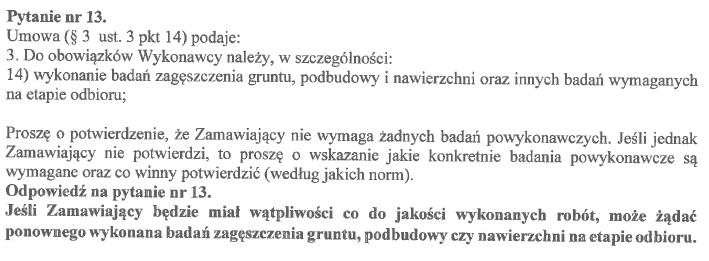 Pytanie nr 13.
Umowa (§ 3 ust. 3 pkt 14) podaje:
3. Do obowiązków Wykonawcy należy, w szczególności:
14) wykonanie badań zagęszczenia gruntu, podbudowy i nawierzchni oraz innych badań wymaganych
na etapie odbioru;
Proszę o potwierdzenie, że Zamawiający nie wymaga żadnych badań powykonawczych. Jeśli jednak
Zamawiający nie potwierdzi, to proszę o wskazanie jakie konkretnie badania powykonawcze są
wymagane oraz co winny potwierdzić (według jakich norm).
Odpowiedź na pytanie nr 13.
Jeśli Zamawiający będzie miał wątpliwości co do jakości wykonanych robót, może żądać
ponownego wykonana badań zagęszczenia gruntu, podbudowy czy nawierzchni na etapie odbioru.